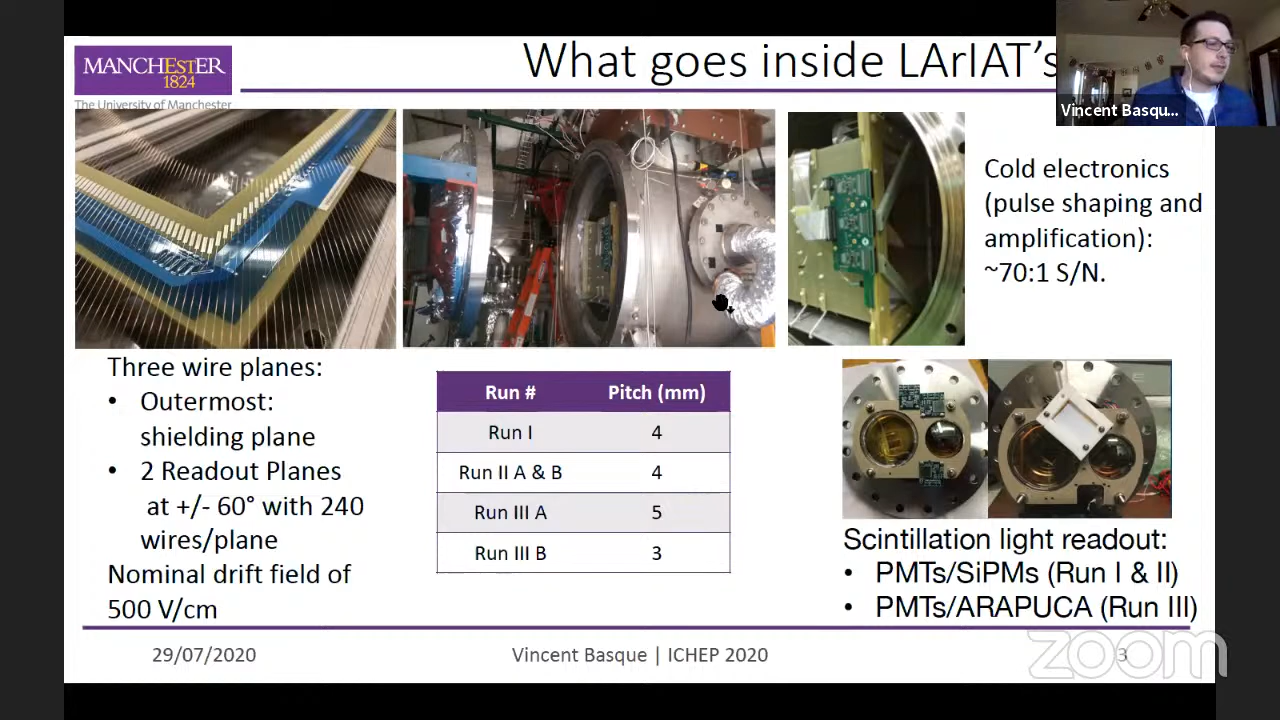 MANCHESTER
1824
The University of Manchester
What goes inside LArIAT's
Vincent Basqu...
Cold electronics
(pulse shaping and
amplification):
~70:1 S/N.
Three wire planes:
• Outermost:
shielding plane
• 2 Readout Planes
at +/- 60° with 240
wires/plane
Nominal drift field of
500 V/cm
Run # Pitch (mm)
Run I 4
Run II A & B 4
Run III A 5
Run III B 3
Scintillation light readout:
• PMTs/SiPMs (Run I & II)
• PMTs/ARAPUCA (Run III)
29/07/2020
Vincent Basque | ICHEP 2020
3
zoom